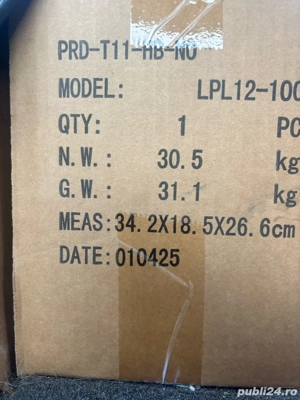 PRD-T11-HB-NO
MODEL: LPL12-100
QTY: 1 PC
N.W.: 30.5 kg
G.W.: 31.1 kg
MEAS:34.2X18.5X26.6cm
DATE:010425
publi24.ro